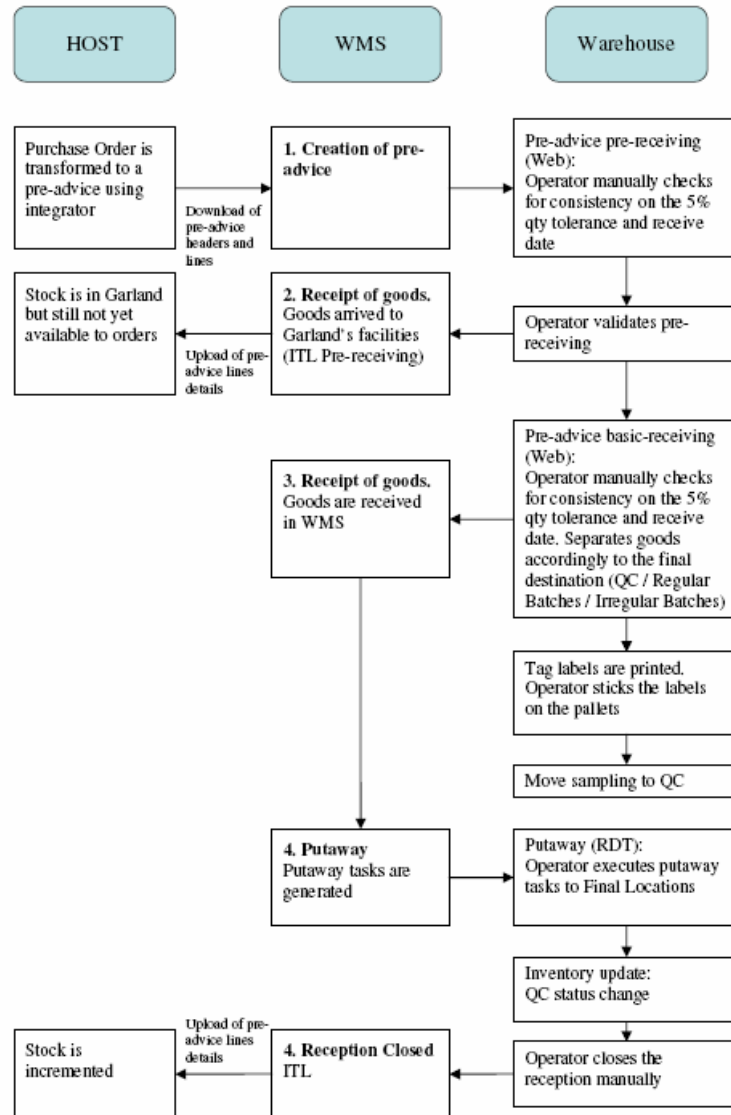 HOST
WMS
Warehouse
Purchase Order is
transformed to a
pre-advice using
integrator
Download of
pre-advice
headers and
lines
1. Creation of pre-
advice
Pre-advice pre-receiving
(Web):
Operator manually checks
for consistency on the 5%
qty tolerance and receive
date
Stock is in Garland
but still not yet
available to orders
Upload of pre-
advice lines
details
2. Receipt of goods.
Goods arrived to
Garland's facilities
(ITL Pre-receiving)
Operator validates pre-
receiving
3. Receipt of goods.
Goods are received
in WMS
Pre-advice basic-receiving
(Web):
Operator manually checks
for consistency on the 5%
qty tolerance and receive
date. Separates goods
accordingly to the final
destination (QC / Regular
Batches / Irregular Batches)
Tag labels are printed.
Operator sticks the labels
on the pallets
Move sampling to QC
4. Putaway
Putaway tasks are
generated
Putaway (RDT):
Operator executes putaway
tasks to Final Locations
Inventory update:
QC status change
Stock is
incremented
Upload of pre-
advice lines
details
4. Reception Closed
ITL
Operator closes the
reception manually